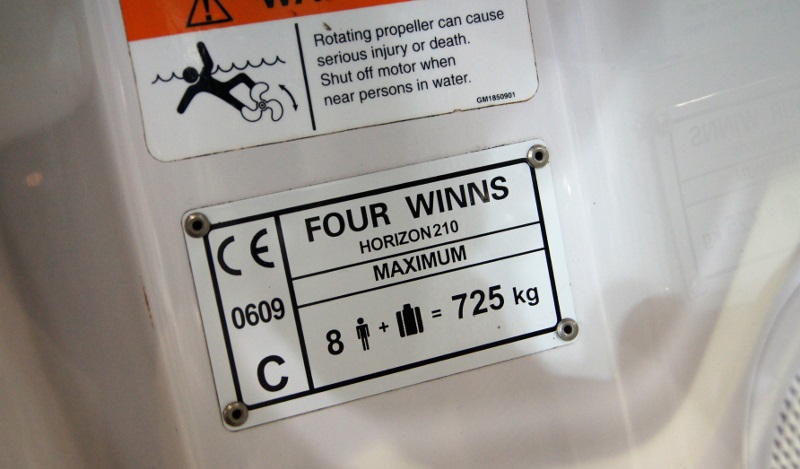 Rotating propeller can cause
serious injury or death.
Shut off motor when
near persons in water.
GM1850901
CE
0609
C
FOUR WINNS
HORIZON 210
MAXIMUM
8 + = 725 kg